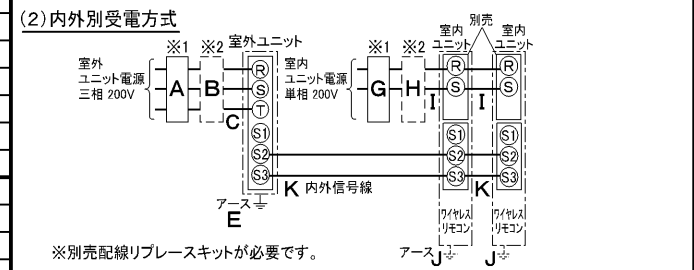 (2)内外別受電方式
別売
※1 ※2 室外ユニット
※1 ※2 室内ユニット 室内ユニット
室外ユニット電源 三相 200V
A B C
R
S
T
S1
S2
S3
室内ユニット電源 単相 200V
G H I I
R R
S S
S1 S1
S2 S2
S3 S3
K 内外信号線 K
アース
E
ワイヤレスリモコン ワイヤレスリモコン
アース J J
※別売配線リプレースキットが必要です。